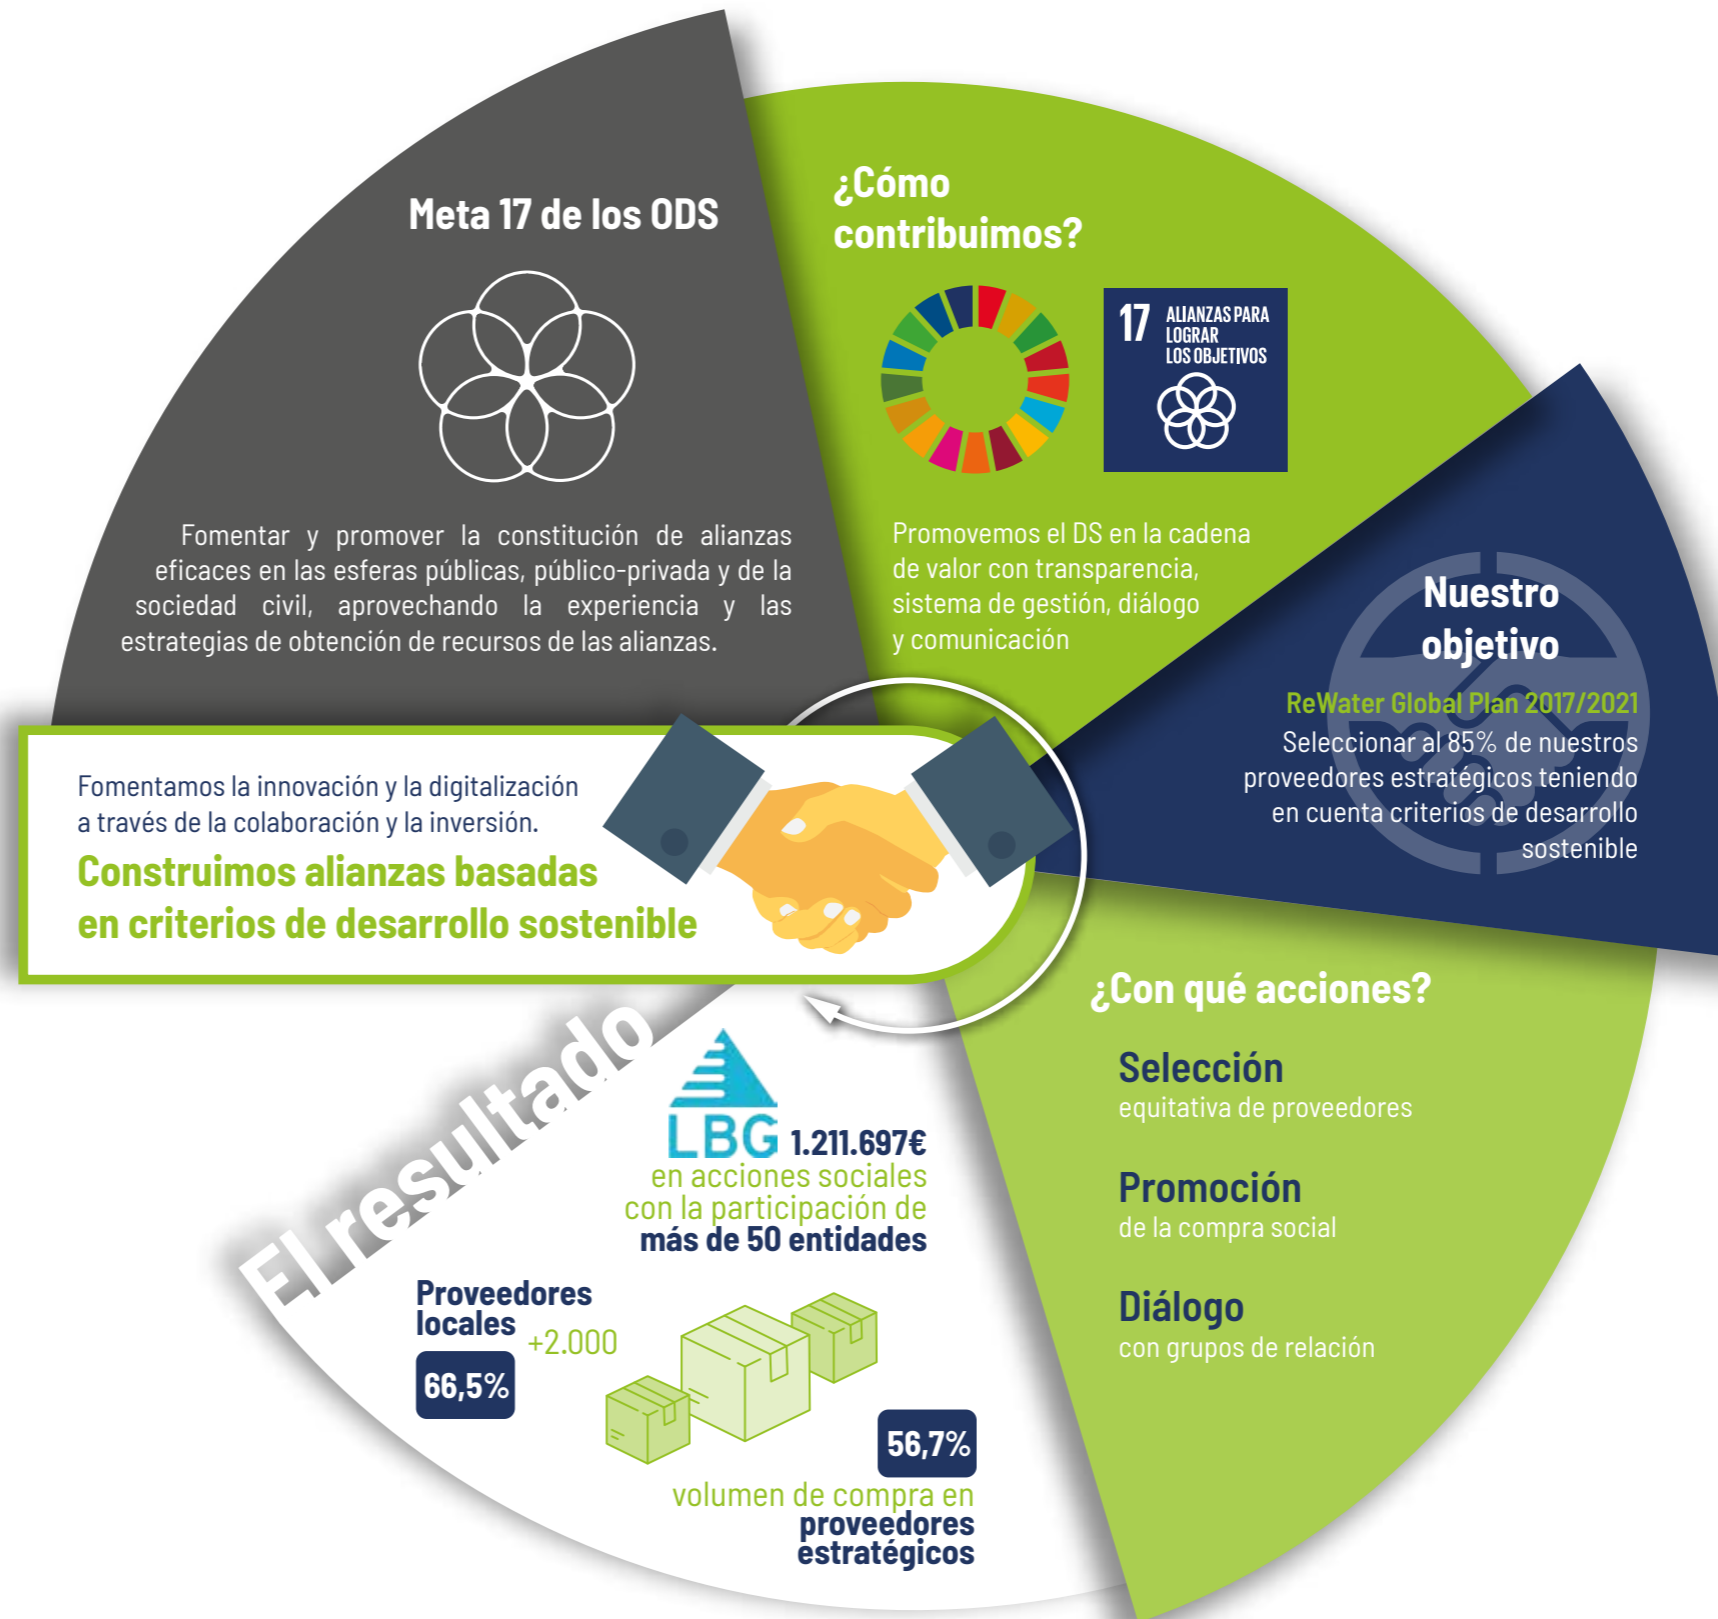 Meta 17 de los ODS
Fomentar y promover la constitución de alianzas
eficaces en las esferas públicas, público-privada y de la
sociedad civil, aprovechando la experiencia y las
estrategias de obtención de recursos de las alianzas.
¿Cómo
contribuimos?
17 ALIANZAS PARA
LOGRAR
LOS OBJETIVOS
Promovemos el DS en la cadena
de valor con transparencia,
sistema de gestión, diálogo
y comunicación
Nuestro
objetivo
ReWater Global Plan 2017/2021
Seleccionar al 85% de nuestros
proveedores estratégicos teniendo
en cuenta criterios de desarrollo
sostenible
Fomentamos la innovación y la digitalización
a través de la colaboración y la inversión.
Construimos alianzas basadas
en criterios de desarrollo sostenible
¿Con qué acciones?
Selección
equitativa de proveedores
Promoción
de la compra social
Diálogo
con grupos de relación
El resultado
LBG 1.211.697€
en acciones sociales
con la participación de
más de 50 entidades
Proveedores
locales
+2.000
66,5%
56,7%
volumen de compra en
proveedores
estratégicos